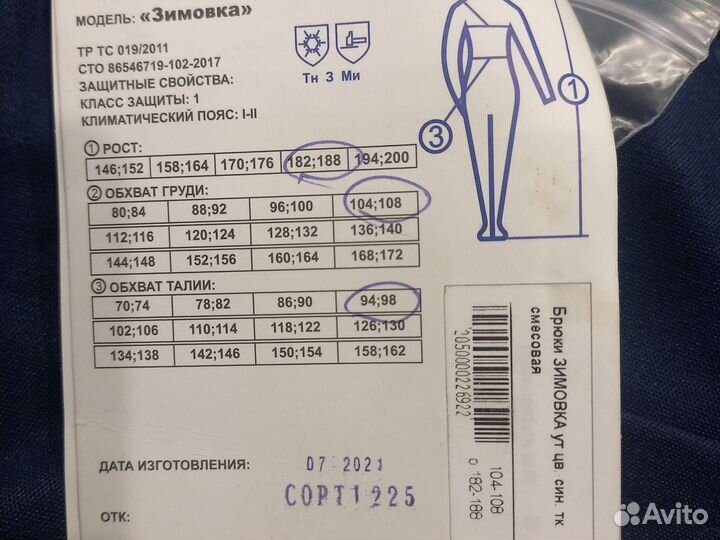 МОДЕЛЬ: «Зимовка»
ТР ТС 019/2011
СТО 86546719-102-2017
ЗАЩИТНЫЕ СВОЙСТВА:
КЛАСС ЗАЩИТЫ: 1
КЛИМАТИЧЕСКИЙ ПОЯС: I-II
Тн З Ми
① РОСТ:
146;152 158;164 170;176 182;188 194;200
② ОБХВАТ ГРУДИ:
80;84 88;92 96;100 104;108
112;116 120;124 128;132 136;140
144;148 152;156 160;164 168;172
③ ОБХВАТ ТАЛИИ:
70;74 78;82 86;90 94;98
102;106 110;114 118;122 126;130
134;138 142;146 150;154 158;162
ДАТА ИЗГОТОВЛЕНИЯ: 07 2021
СОРТ1 225
ОТК:
①
③
Брюки ЗИМОВКА ут цв. син. тк
смесовая
2050000226922
104-108
р 182-188
Avito